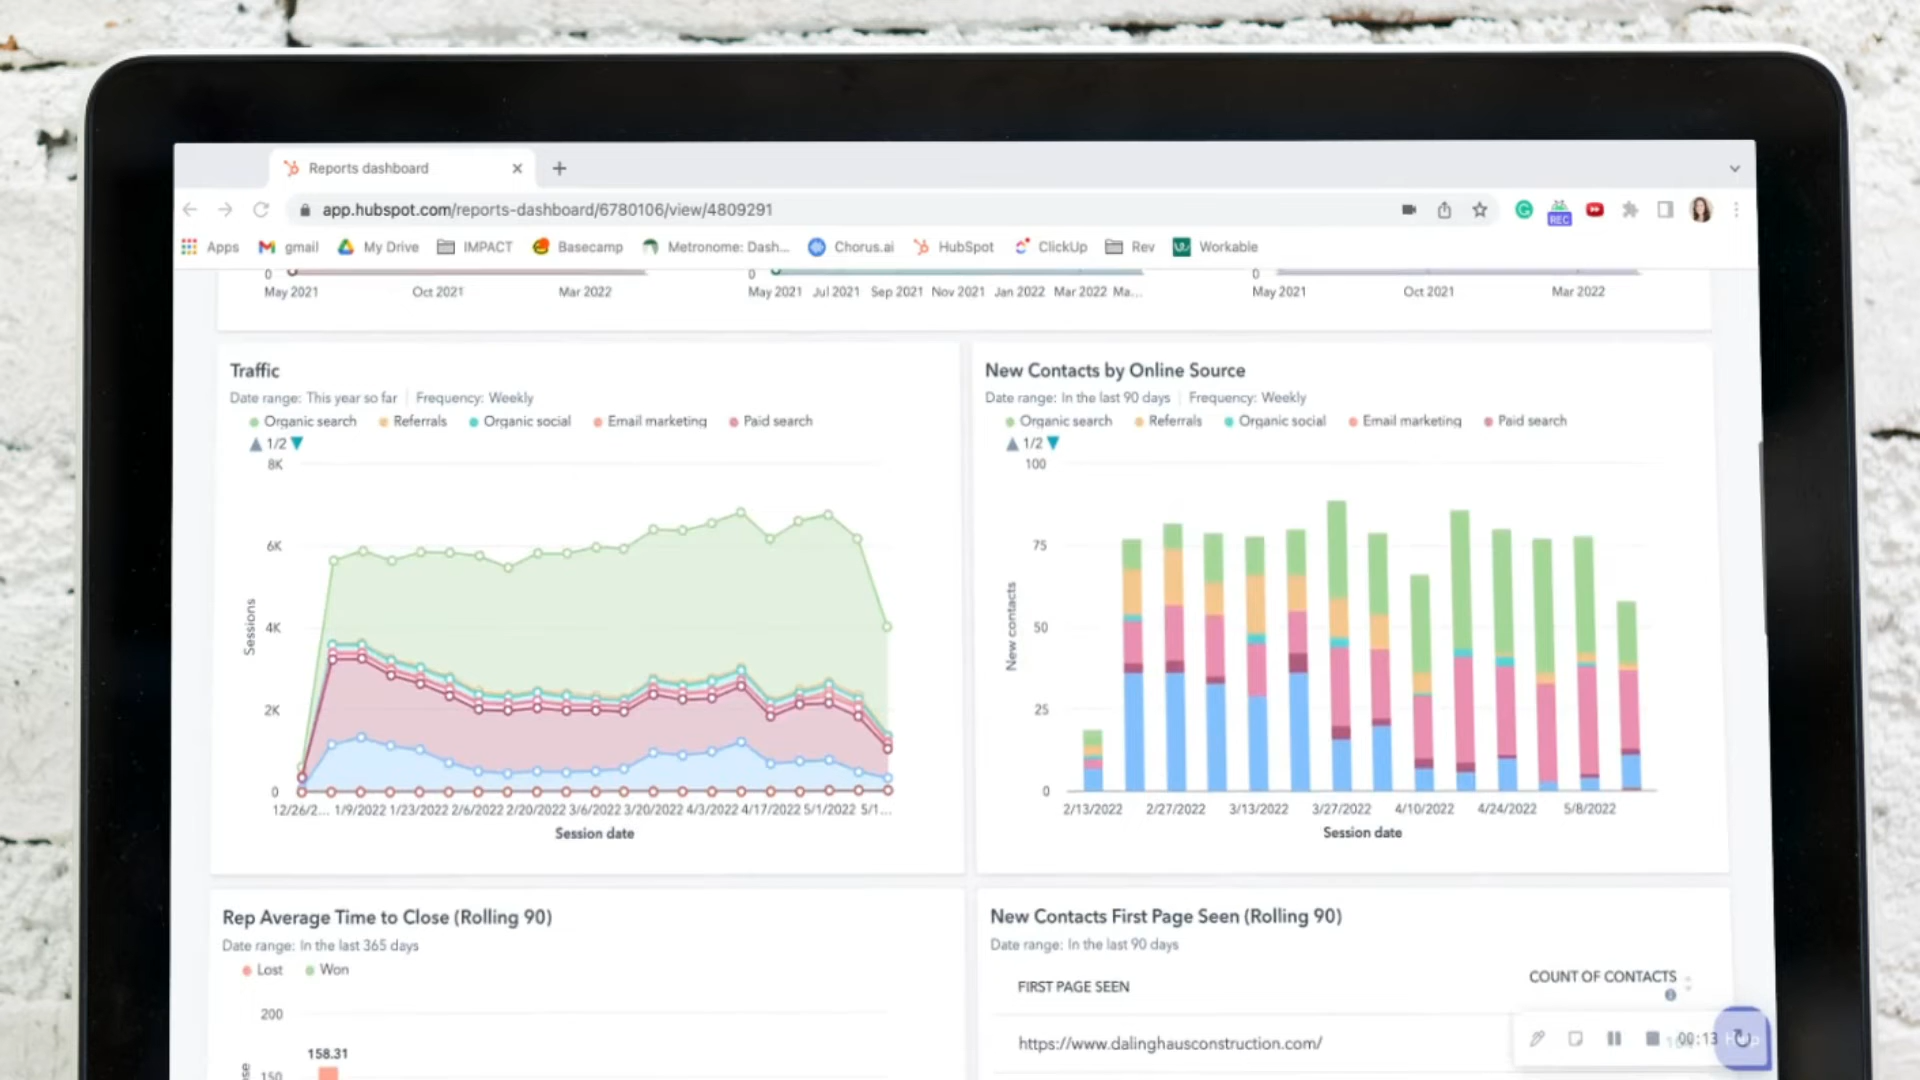 Reports dashboard
app.hubspot.com/reports-dashboard/6780106/view/4809291
REC
Apps gmail My Drive IMPACT Basecamp Metronome: Dash... Chorus.ai HubSpot ClickUp Rev Workable
0 0 0
May 2021 Oct 2021 Mar 2022 May 2021 Jul 2021 Sep 2021 Nov 2021 Jan 2022 Mar 2022 Ma... May 2021 Oct 2021 Mar 2022
Traffic
Date range: This year so far | Frequency: Weekly
Organic search Referrals Organic social Email marketing Paid search
1/2
8K
6K
4K
2K
0
Sessions
12/26/2... 1/9/2022 1/23/2022 2/6/2022 2/20/2022 3/6/2022 3/20/2022 4/3/2022 4/17/2022 5/1/2022 5/1...
Session date
New Contacts by Online Source
Date range: In the last 90 days | Frequency: Weekly
Organic search Referrals Organic social Email marketing Paid search
1/2
100
75
50
25
0
New contacts
2/13/2022 2/27/2022 3/13/2022 3/27/2022 4/10/2022 4/24/2022 5/8/2022
Session date
Rep Average Time to Close (Rolling 90)
Date range: In the last 365 days
Lost Won
200
158.31
150
New Contacts First Page Seen (Rolling 90)
Date range: In the last 90 days
FIRST PAGE SEEN COUNT OF CONTACTS
https://www.dalinghausconstruction.com/
00:13